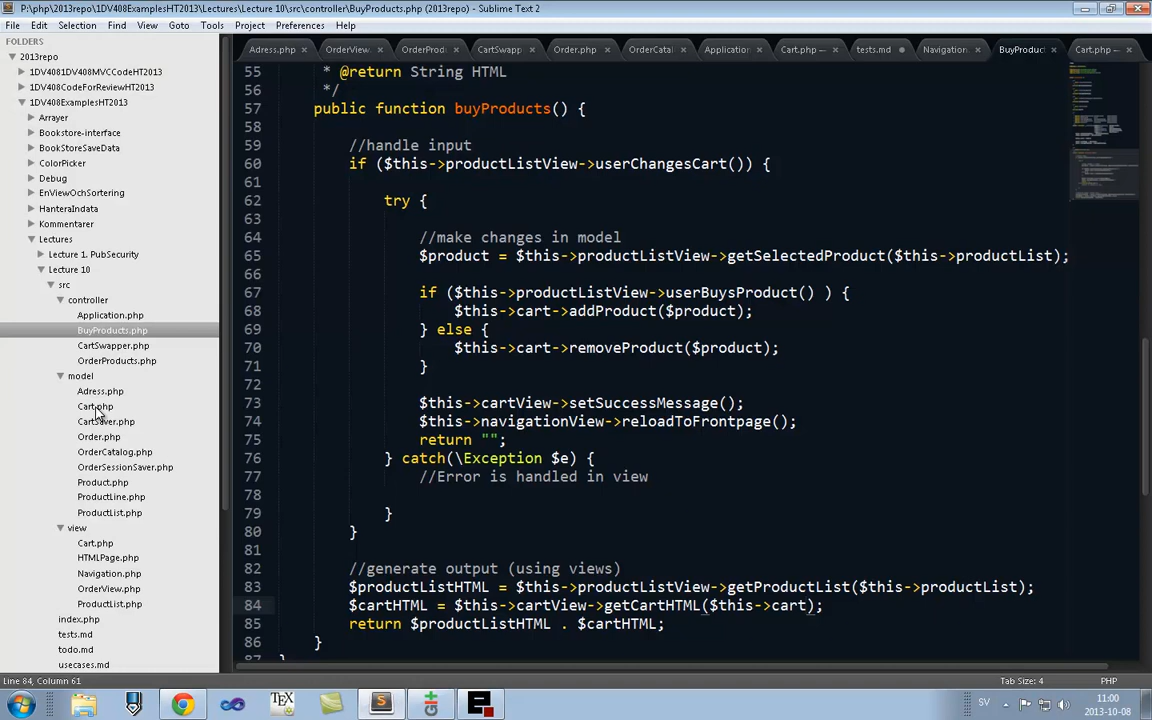 P:\php\1DV408ExamplesHT2013\Lectures\Lecture 10\src\controller\BuyProducts.php (2013repo) - Sublime Text 2
File Edit Selection Find View Goto Tools Project Preferences Help
FOLDERS
2013repo
1DV4081DV408MVCCodeHT2013
1DV408CodeForReviewHT2013
1DV408ExamplesHT2013
Arrayer
Bookstore-interface
BookStoreSaveData
ColorPicker
Debug
EnViewOchSortering
HanteraIndata
Kommentarer
Lectures
Lecture 1. PubSecurity
Lecture 10
src
controller
Application.php
BuyProducts.php
CartSwapper.php
OrderProducts.php
model
Adress.php
Cart.php
CartSaver.php
Order.php
OrderCatalog.php
OrderSessionSaver.php
Product.php
ProductLine.php
ProductList.php
view
Cart.php
HTMLPage.php
Navigation.php
OrderView.php
ProductList.php
index.php
tests.md
todo.md
usecases.md
Adress.php × OrderView × OrderProd × CartSwapp × Order.php × OrderCatal × Application × Cart.php — × tests.md Navigation × BuyProduct × Cart.php — ×
55 * @return String HTML
56 */
57 public function buyProducts() {
58
59 //handle input
60 if ($this->productListView->userChangesCart()) {
61
62 try {
63
64 //make changes in model
65 $product = $this->productListView->getSelectedProduct($this->productList);
66
67 if ($this->productListView->userBuysProduct() ) {
68 $this->cart->addProduct($product);
69 } else {
70 $this->cart->removeProduct($product);
71 }
72
73 $this->cartView->setSuccessMessage();
74 $this->navigationView->reloadToFrontpage();
75 return "";
76 } catch(\Exception $e) {
77 //Error is handled in view
78
79 }
80 }
81
82 //generate output (using views)
83 $productListHTML = $this->productListView->getProductList($this->productList);
84 $cartHTML = $this->cartView->getCartHTML($this->cart);
85 return $productListHTML . $cartHTML;
86 }
87 }
Line 84, Column 61 Tab Size: 4 PHP
SV 11:00
2013-10-08